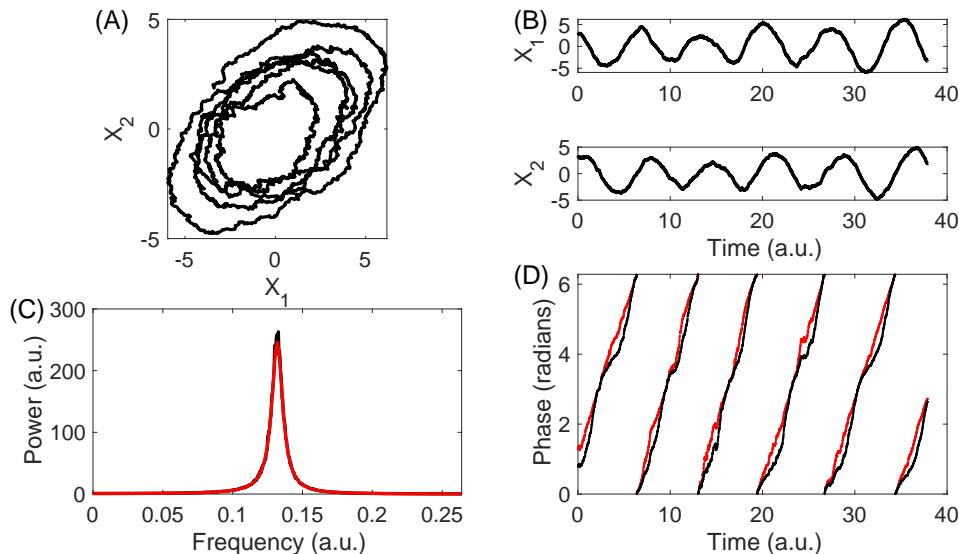 (A)
5
0
-5
X2
-5 0 5
X1
(B)
5
0
-5
X1
0 10 20 30 40
5
0
-5
X2
0 10 20 30 40
Time (a.u.)
(C)
300
200
100
0
Power (a.u.)
0 0.05 0.1 0.15 0.2 0.25
Frequency (a.u.)
(D)
6
4
2
0
Phase (radians)
0 10 20 30 40
Time (a.u.)